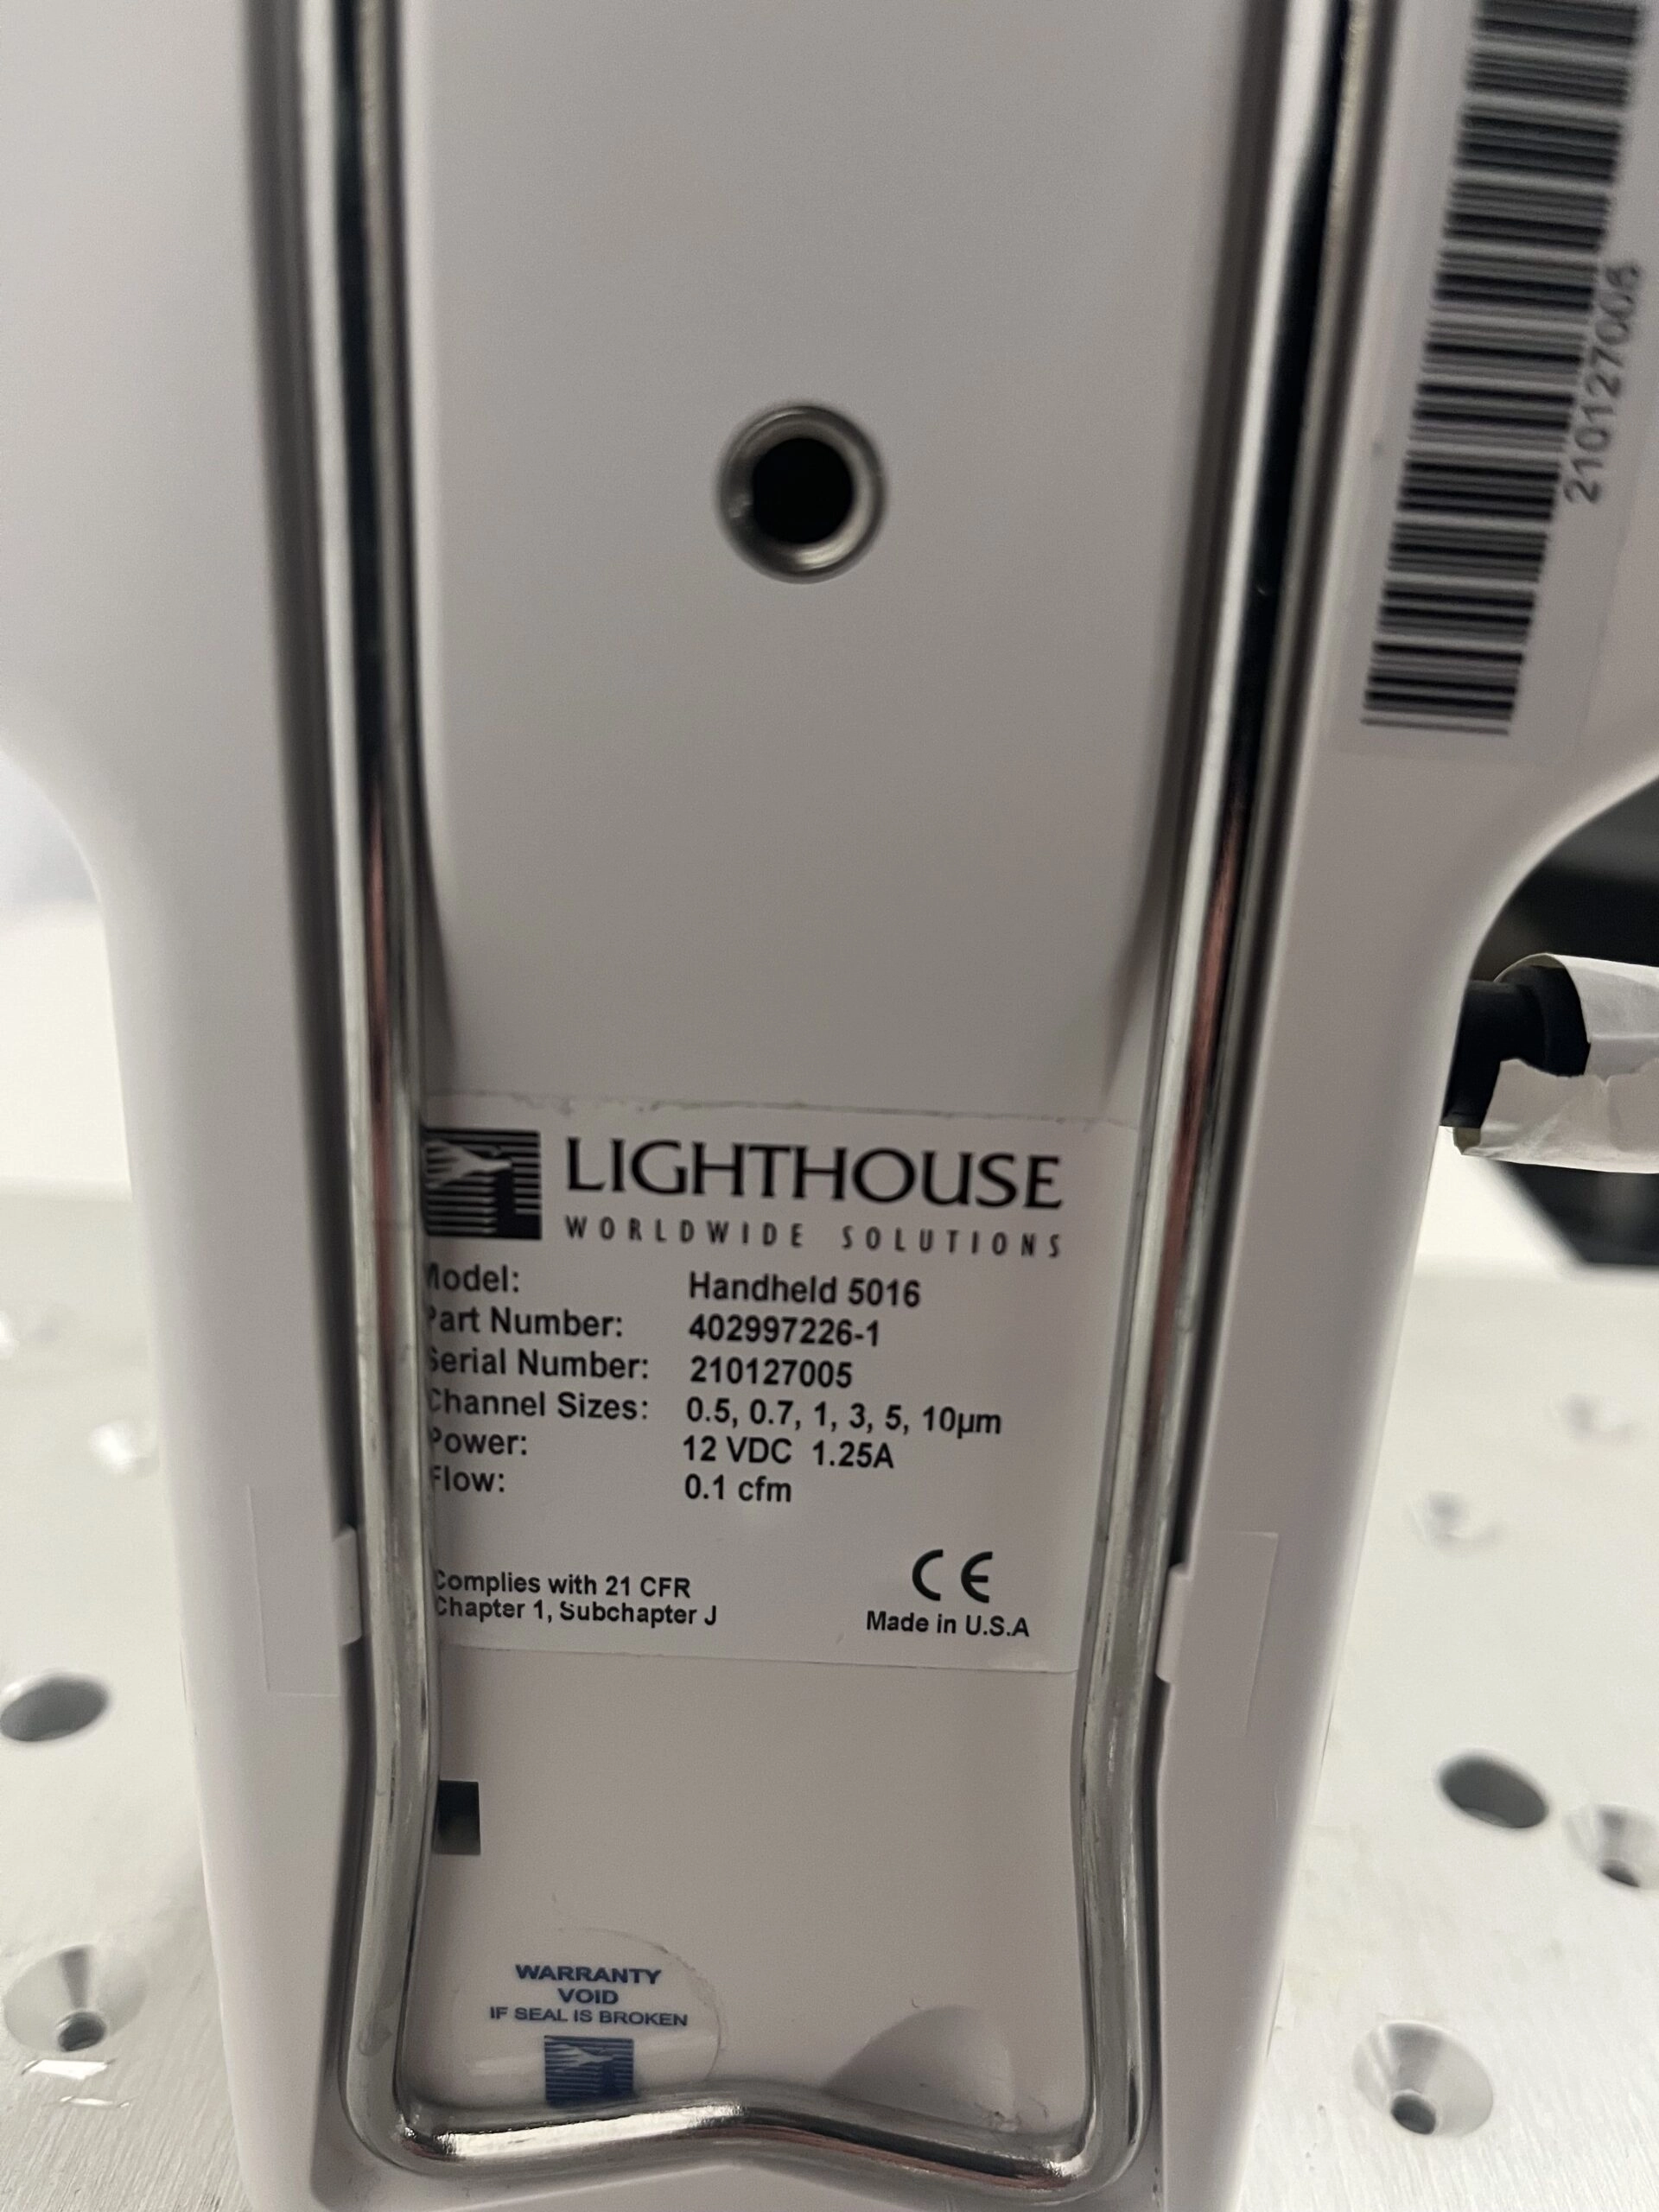 210127005
LIGHTHOUSE
WORLDWIDE SOLUTIONS
Model: Handheld 5016
Part Number: 402997226-1
Serial Number: 210127005
Channel Sizes: 0.5, 0.7, 1, 3, 5, 10µm
Power: 12 VDC 1.25A
Flow: 0.1 cfm
Complies with 21 CFR
Chapter 1, Subchapter J
CE
Made in U.S.A
WARRANTY
VOID
IF SEAL IS BROKEN